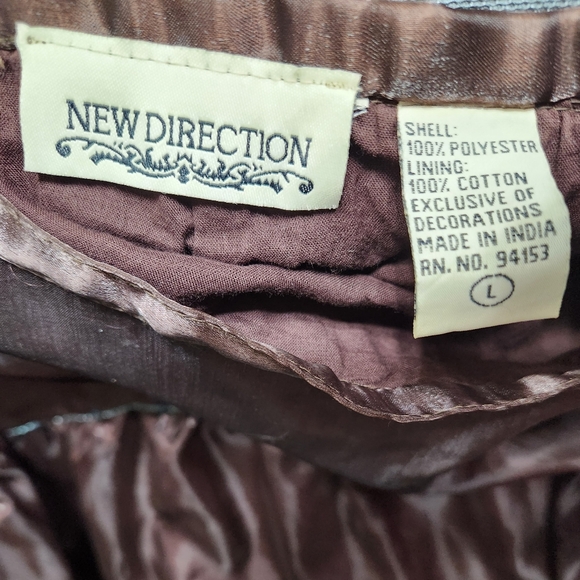 NEW DIRECTION
SHELL:
100% POLYESTER
LINING:
100% COTTON
EXCLUSIVE OF
DECORATIONS
MADE IN INDIA
RN. NO. 94153
L